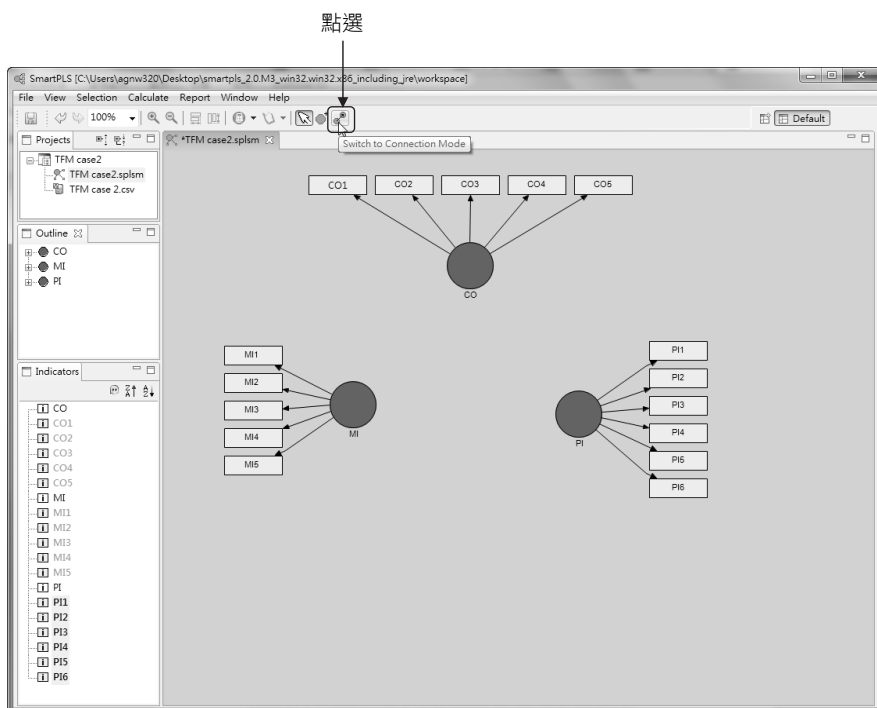 點選
SmartPLS [C:\Users\agnw320\Desktop\smartpls_2.0.M3_win32.win32.x86_including_jre\workspace]
File View Selection Calculate Report Window Help
100%
Default
Projects
*TFM case2.splsm
Switch to Connection Mode
TFM case2
TFM case2.splsm
TFM case 2.csv
Outline
CO
MI
PI
Indicators
CO
CO1
CO2
CO3
CO4
CO5
MI
MI1
MI2
MI3
MI4
MI5
PI
PI1
PI2
PI3
PI4
PI5
PI6
CO1 CO2 CO3 CO4 CO5
CO
MI1
MI2
MI3
MI4
MI5
MI
PI1
PI2
PI3
PI4
PI5
PI6
PI